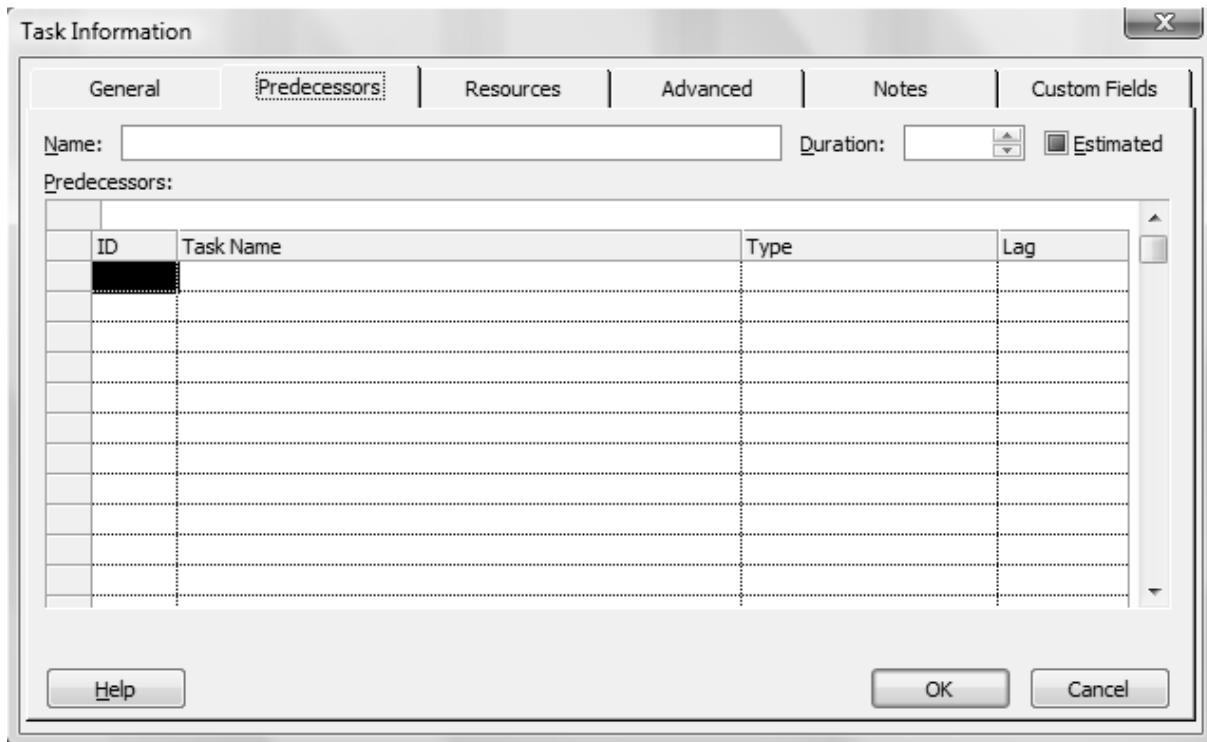 Task Information
General Predecessors Resources Advanced Notes Custom Fields
Name: Duration: Estimated
Predecessors:
ID Task Name Type Lag
Help OK Cancel